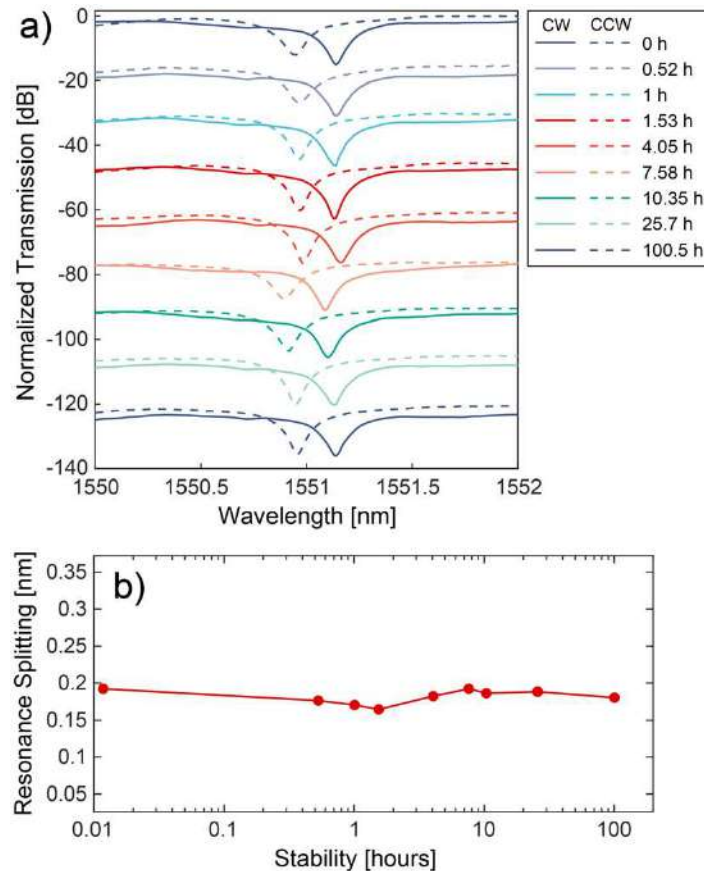 a)
Normalized Transmission [dB]
0
-20
-40
-60
-80
-100
-120
-140
1550
1550.5
1551
1551.5
1552
Wavelength [nm]
CW CCW
0 h
0.52 h
1 h
1.53 h
4.05 h
7.58 h
10.35 h
25.7 h
100.5 h
b)
Resonance Splitting [nm]
0.35
0.3
0.25
0.2
0.15
0.1
0.05
0.01
0.1
1
10
100
Stability [hours]